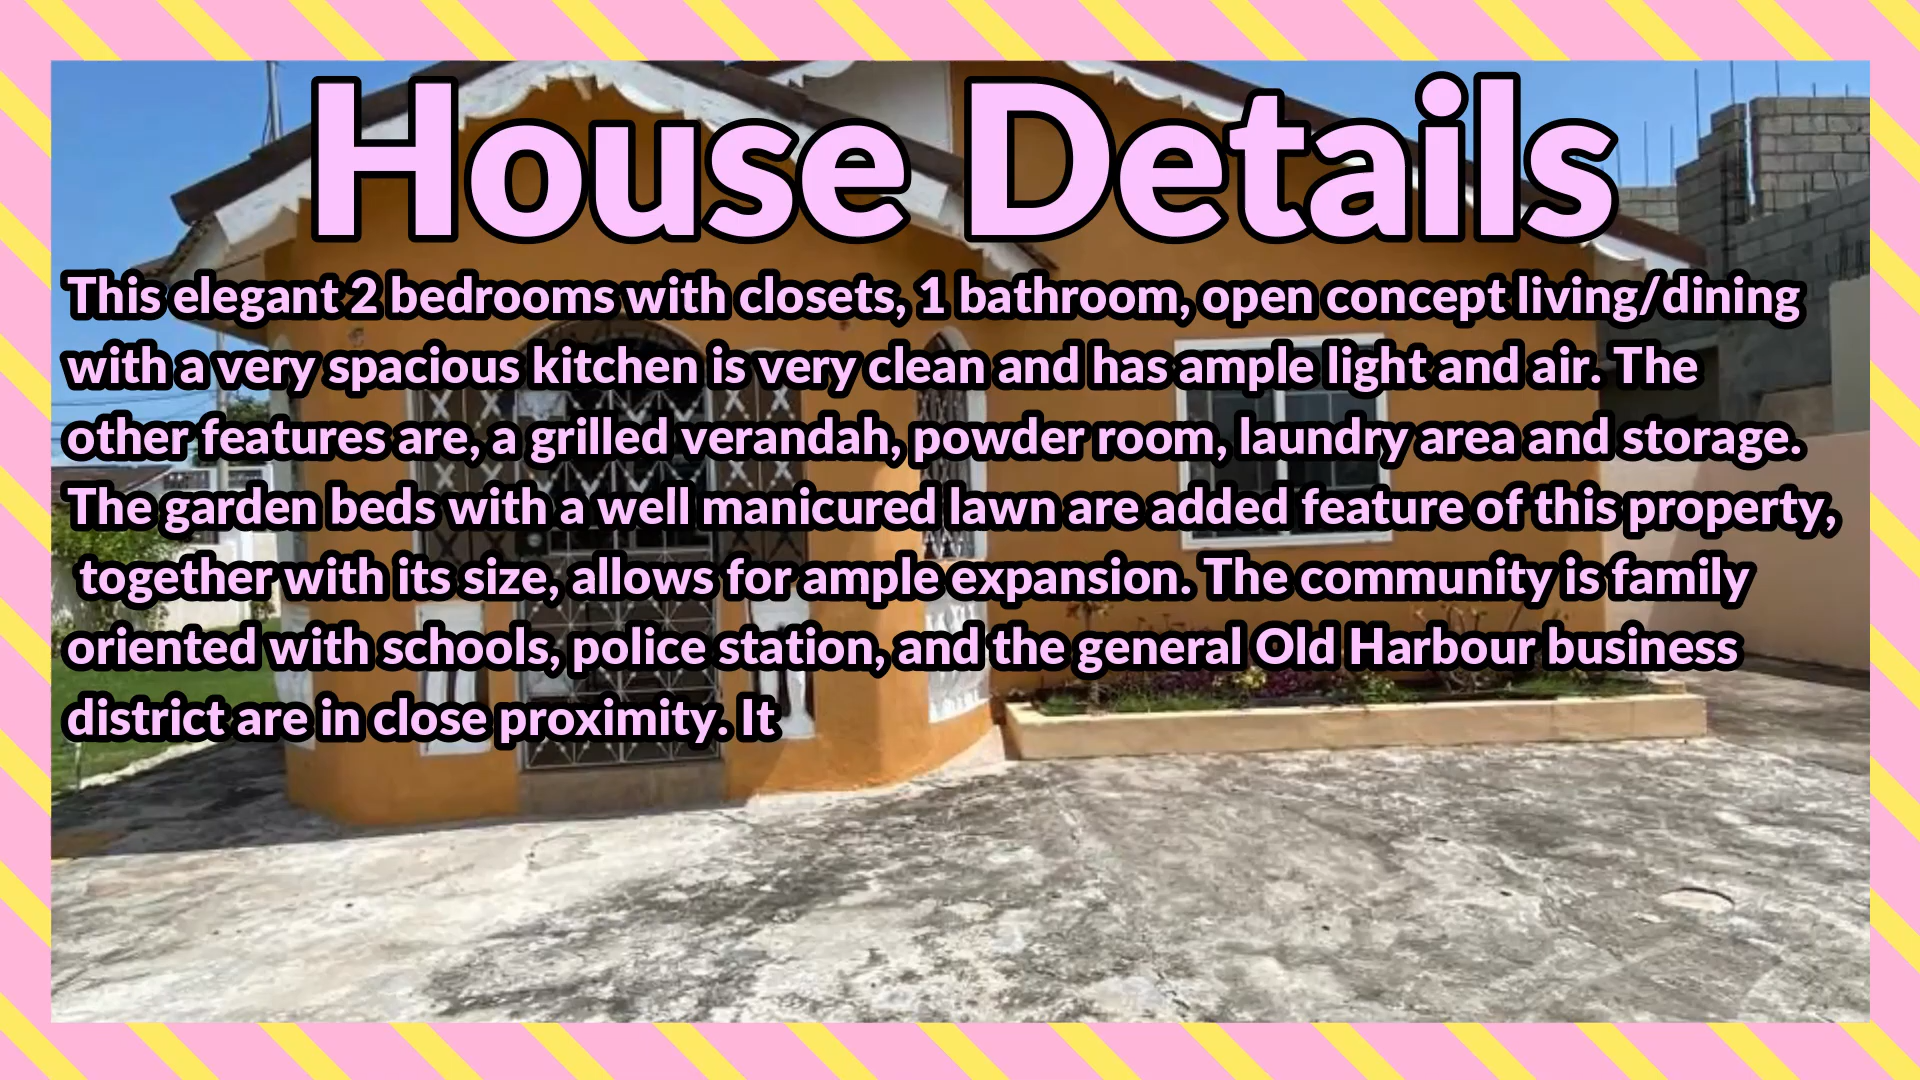 House Details
This elegant 2 bedrooms with closets, 1 bathroom, open concept living/dining
with a very spacious kitchen is very clean and has ample light and air. The
other features are, a grilled verandah, powder room, laundry area and storage.
The garden beds with a well manicured lawn are added feature of this property,
together with its size, allows for ample expansion. The community is family
oriented with schools, police station, and the general Old Harbour business
district are in close proximity. It